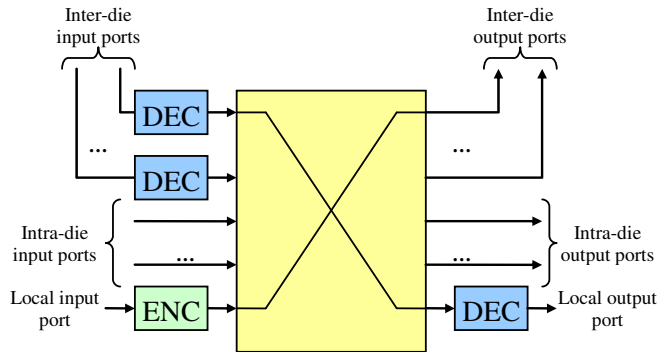 Inter-die
input ports
Inter-die
output ports
DEC
...
...
DEC
Intra-die
input ports
...
...
Intra-die
output ports
Local input
port
ENC
DEC
Local output
port